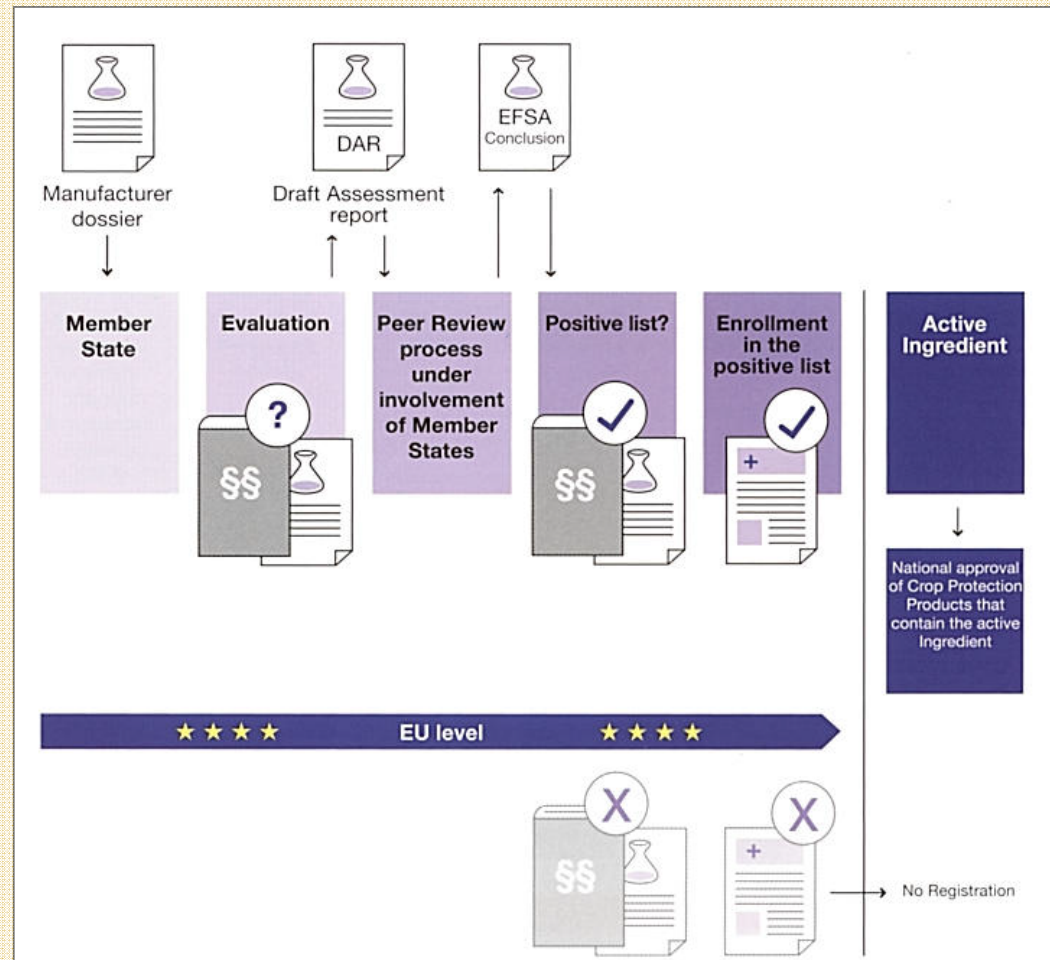 DAR
EFSA
Conclusion
Manufacturer
dossier
Draft Assessment
report
Member
State
Evaluation
?
§§
Peer Review
process
under
involvement
of Member
States
Positive list?
§§
Enrollment
in the
positive list
+
Active
Ingredient
National approval
of Crop Protection
Products that
contain the active
Ingredient
EU level
X
§§
X
+
No Registration